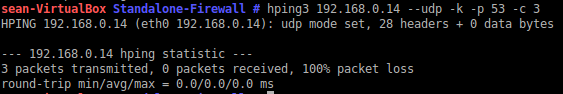 sean-VirtualBox Standalone-Firewall # hping3 192.168.0.14 --udp -k -p 53 -c 3
HPING 192.168.0.14 (eth0 192.168.0.14): udp mode set, 28 headers + 0 data bytes
--- 192.168.0.14 hping statistic ---
3 packets transmitted, 0 packets received, 100% packet loss
round-trip min/avg/max = 0.0/0.0/0.0 ms